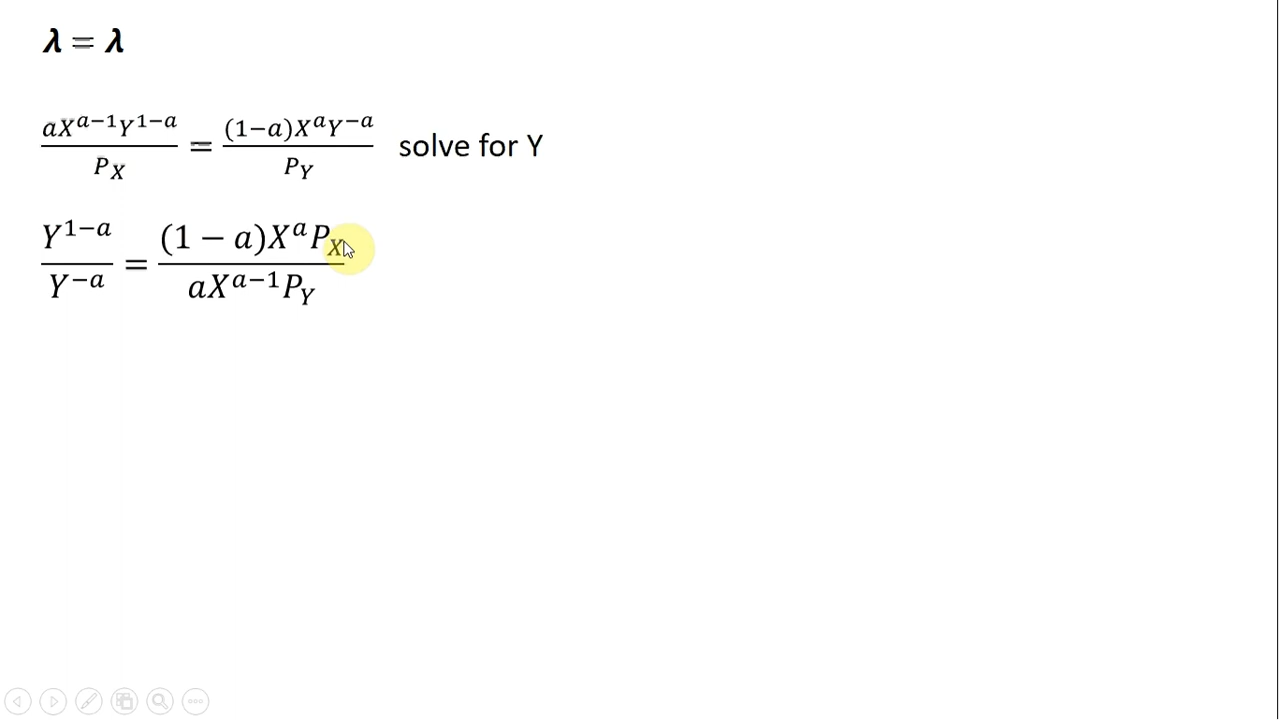 λ = λ
aX^{a−1}Y^{1−a} / P_X = (1−a)X^aY^{−a} / P_Y solve for Y
Y^{1−a} / Y^{−a} = (1 − a)X^aP_X / aX^{a−1}P_Y